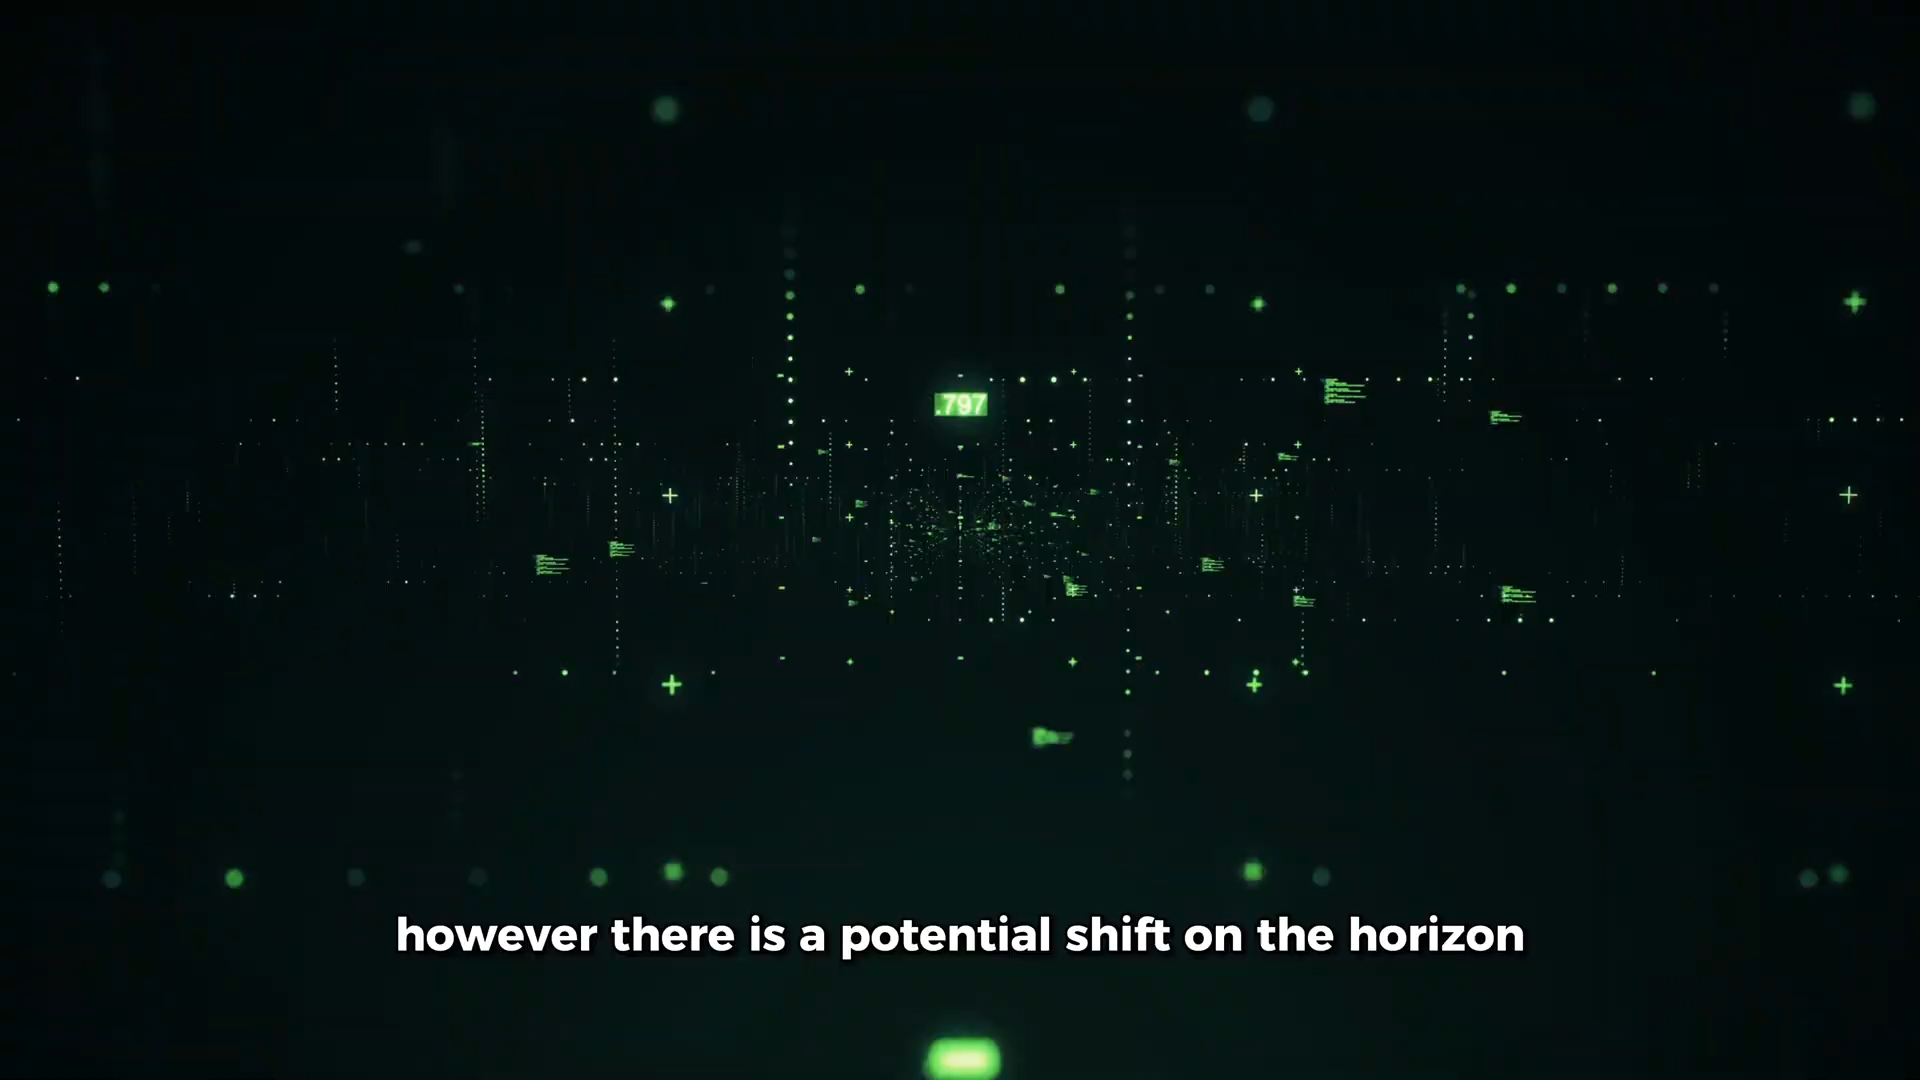 .797
however there is a potential shift on the horizon